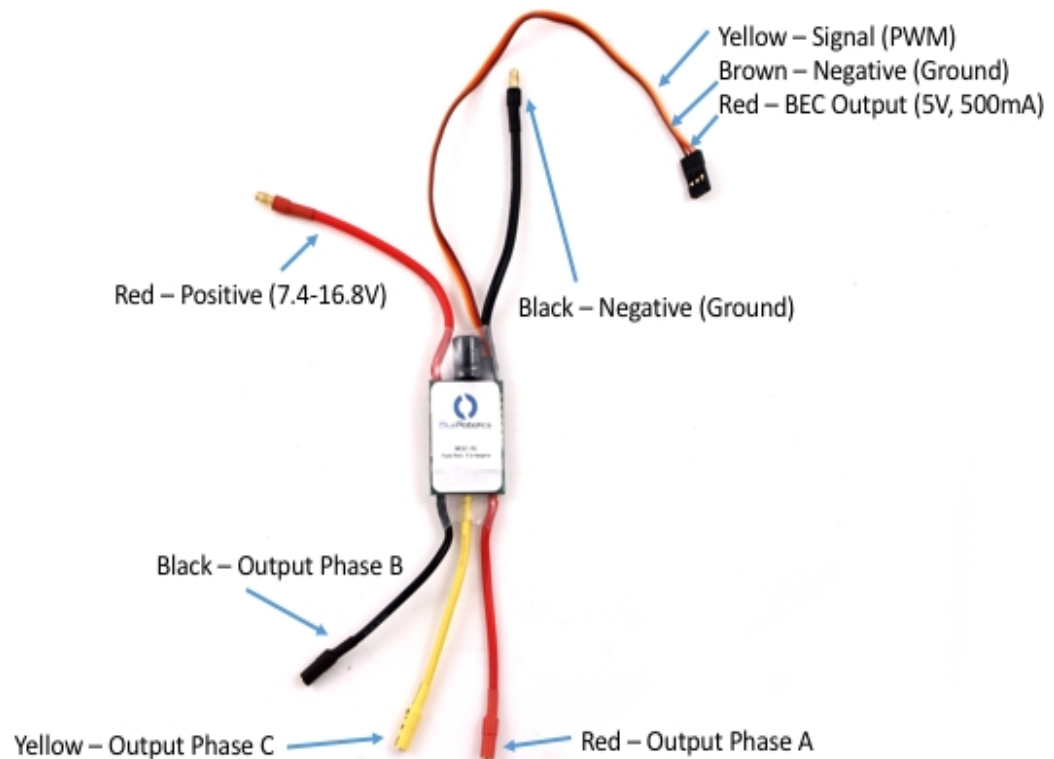 Yellow – Signal (PWM)
Brown – Negative (Ground)
Red – BEC Output (5V, 500mA)
Red – Positive (7.4-16.8V)
Black – Negative (Ground)
BlueRobotics
Black – Output Phase B
Yellow – Output Phase C
Red – Output Phase A